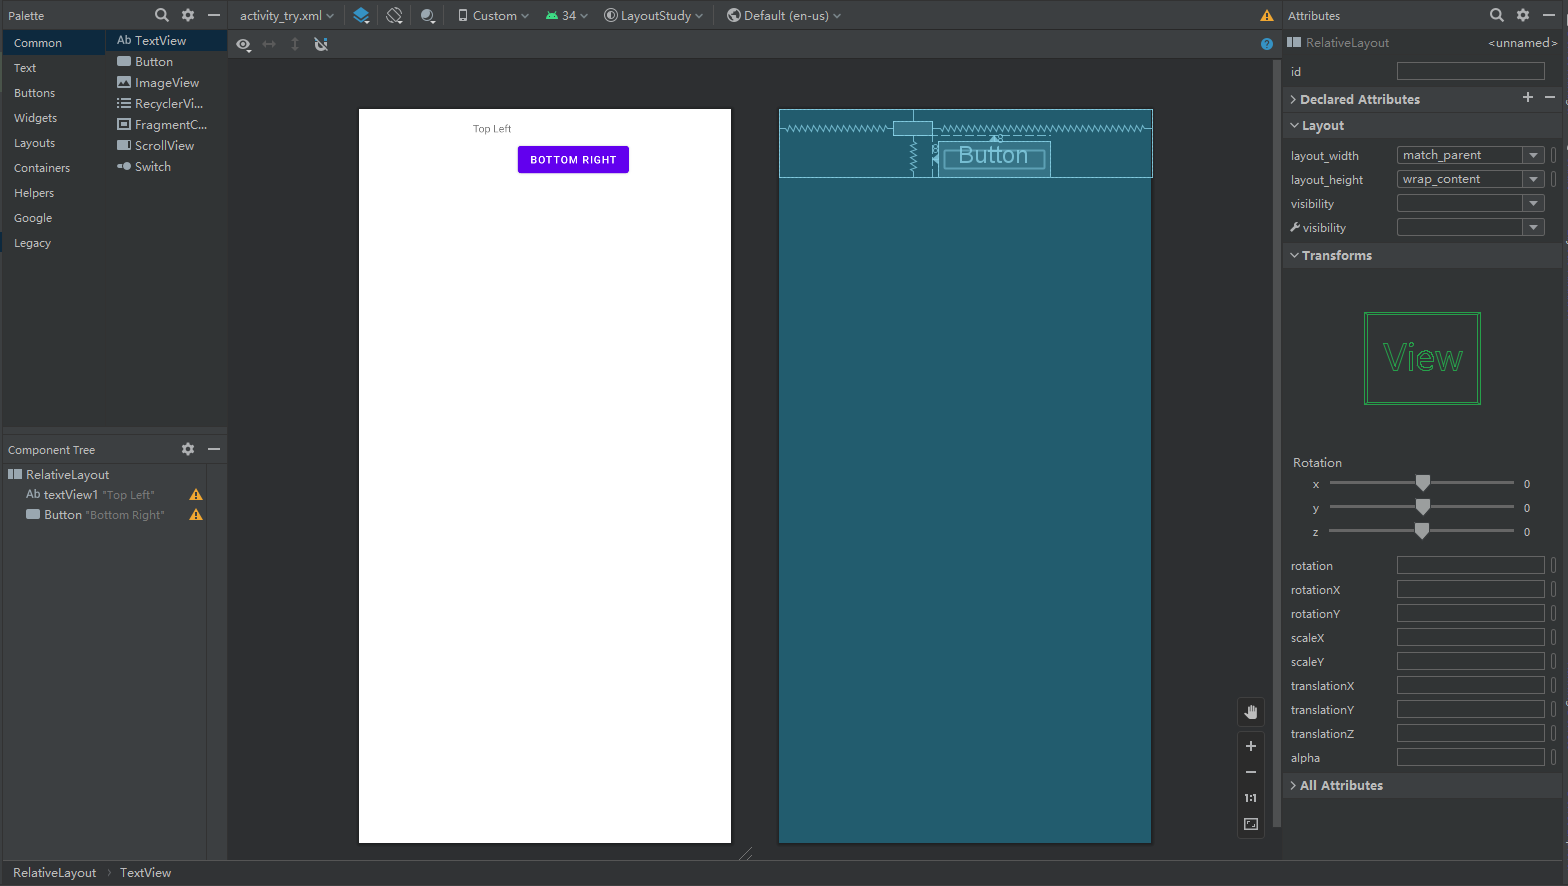 Palette
activity_try.xml
Custom
34
LayoutStudy
Default (en-us)
Attributes
Common
Text
Buttons
Widgets
Layouts
Containers
Helpers
Google
Legacy
Ab TextView
Button
ImageView
RecyclerVi...
FragmentC...
ScrollView
Switch
Component Tree
RelativeLayout
Ab textView1 "Top Left"
Button "Bottom Right"
Top Left
BOTTOM RIGHT
8
8
Button
1:1
RelativeLayout <unnamed>
id
Declared Attributes
Layout
layout_width match_parent
layout_height wrap_content
visibility
visibility
Transforms
View
Rotation
x 0
y 0
z 0
rotation
rotationX
rotationY
scaleX
scaleY
translationX
translationY
translationZ
alpha
All Attributes
RelativeLayout > TextView